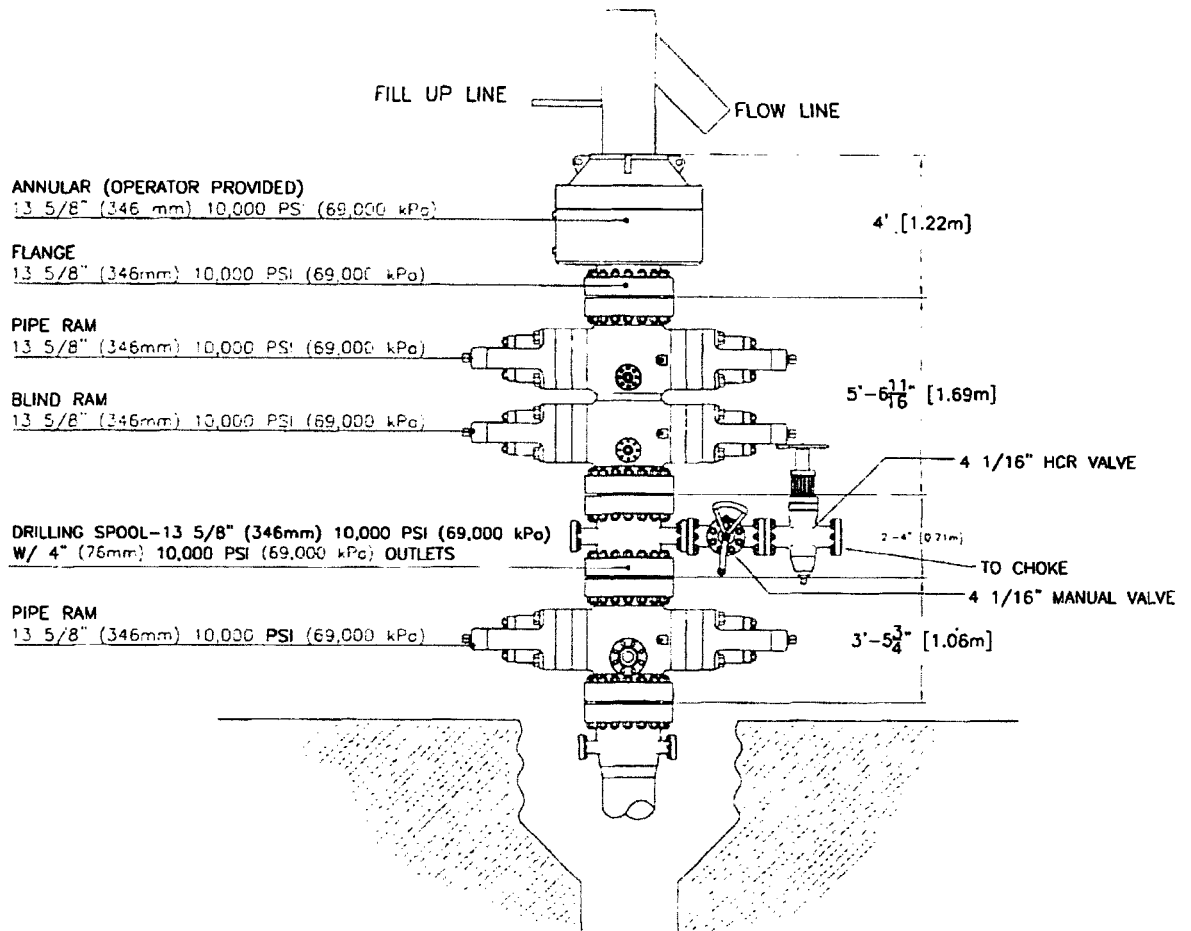 FILL UP LINE
FLOW LINE
ANNULAR (OPERATOR PROVIDED)
13 5/8" (346 mm) 10,000 PSI (69,000 kPa)
4' [1.22m]
FLANGE
13 5/8" (346mm) 10,000 PSI (69,000 kPa)
PIPE RAM
13 5/8" (346mm) 10,000 PSI (69,000 kPa)
5'-6 11/16" [1.69m]
BLIND RAM
13 5/8" (346mm) 10,000 PSI (69,000 kPa)
4 1/16" HCR VALVE
DRILLING SPOOL-13 5/8" (346mm) 10,000 PSI (69,000 kPa)
W/ 4" (76mm) 10,000 PSI (69,000 kPa) OUTLETS
2'-4" [0.71m]
TO CHOKE
4 1/16" MANUAL VALVE
PIPE RAM
13 5/8" (346mm) 10,000 PSI (69,000 kPa)
3'-5 3/4" [1.06m]